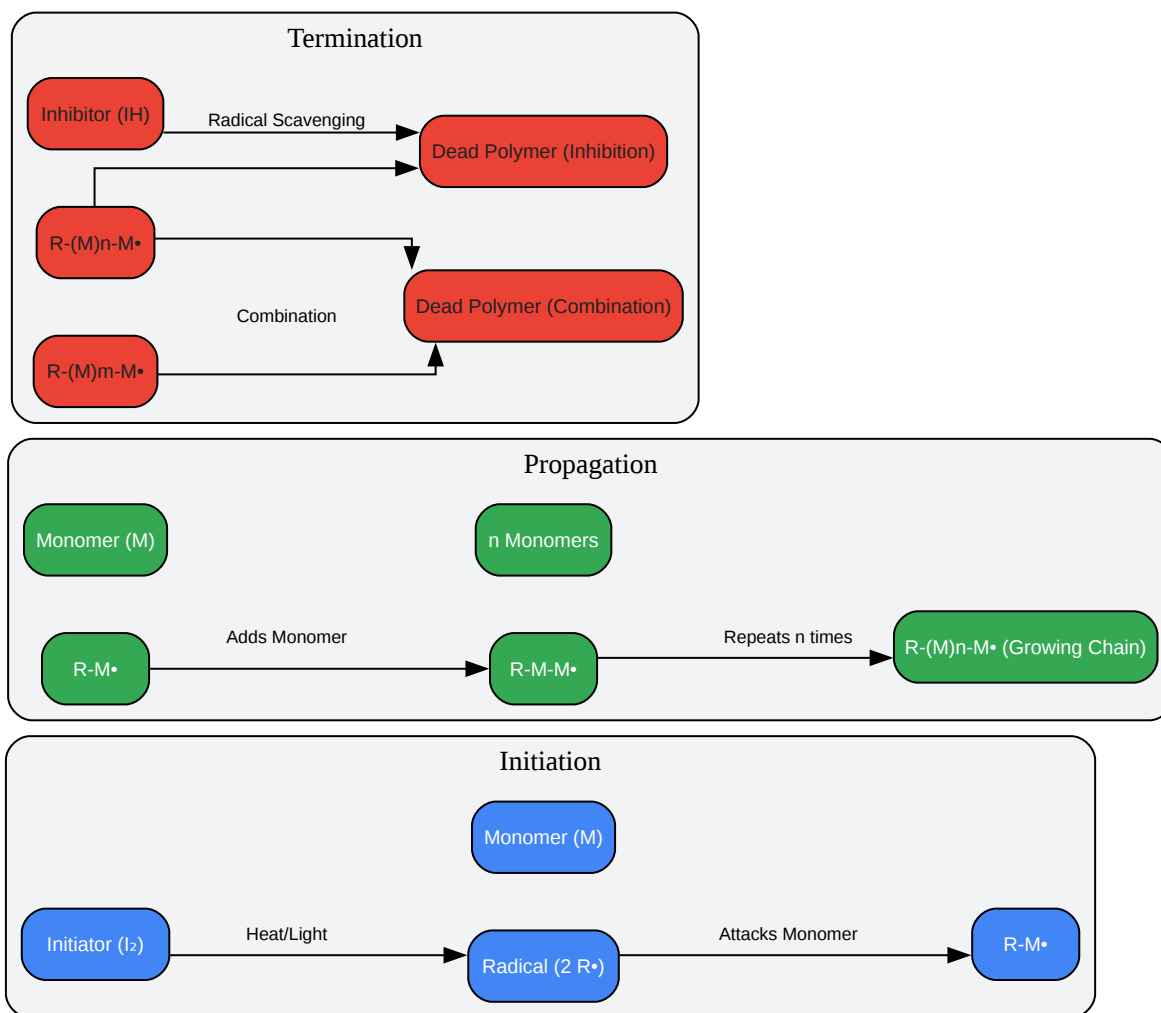 Termination
Inhibitor (IH)
Radical Scavenging
Dead Polymer (Inhibition)
R-(M)n-M•
Dead Polymer (Combination)
Combination
R-(M)m-M•
Propagation
Monomer (M)
n Monomers
R-M•
Adds Monomer
R-M-M•
Repeats n times
R-(M)n-M• (Growing Chain)
Initiation
Monomer (M)
Initiator (I₂)
Heat/Light
Radical (2 R•)
Attacks Monomer
R-M•